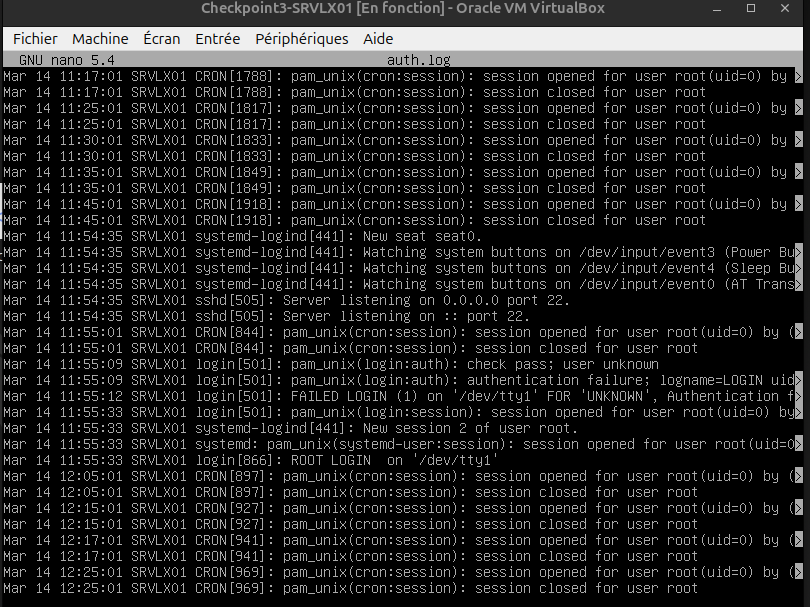 Checkpoint3-SRVLX01 [En fonction] - Oracle VM VirtualBox
Fichier Machine Écran Entrée Périphériques Aide
GNU nano 5.4 auth.log
Mar 14 11:17:01 SRVLX01 CRON[1788]: pam_unix(cron:session): session opened for user root(uid=0) by >
Mar 14 11:17:01 SRVLX01 CRON[1788]: pam_unix(cron:session): session closed for user root
Mar 14 11:25:01 SRVLX01 CRON[1817]: pam_unix(cron:session): session opened for user root(uid=0) by >
Mar 14 11:25:01 SRVLX01 CRON[1817]: pam_unix(cron:session): session closed for user root
Mar 14 11:30:01 SRVLX01 CRON[1833]: pam_unix(cron:session): session opened for user root(uid=0) by >
Mar 14 11:30:01 SRVLX01 CRON[1833]: pam_unix(cron:session): session closed for user root
Mar 14 11:35:01 SRVLX01 CRON[1849]: pam_unix(cron:session): session opened for user root(uid=0) by >
Mar 14 11:35:01 SRVLX01 CRON[1849]: pam_unix(cron:session): session closed for user root
Mar 14 11:45:01 SRVLX01 CRON[1918]: pam_unix(cron:session): session opened for user root(uid=0) by >
Mar 14 11:45:01 SRVLX01 CRON[1918]: pam_unix(cron:session): session closed for user root
Mar 14 11:54:35 SRVLX01 systemd-logind[441]: New seat seat0.
Mar 14 11:54:35 SRVLX01 systemd-logind[441]: Watching system buttons on /dev/input/event3 (Power Bu>
Mar 14 11:54:35 SRVLX01 systemd-logind[441]: Watching system buttons on /dev/input/event4 (Sleep Bu>
Mar 14 11:54:35 SRVLX01 systemd-logind[441]: Watching system buttons on /dev/input/event0 (AT Trans>
Mar 14 11:54:35 SRVLX01 sshd[505]: Server listening on 0.0.0.0 port 22.
Mar 14 11:54:35 SRVLX01 sshd[505]: Server listening on :: port 22.
Mar 14 11:55:01 SRVLX01 CRON[844]: pam_unix(cron:session): session opened for user root(uid=0) by (>
Mar 14 11:55:01 SRVLX01 CRON[844]: pam_unix(cron:session): session closed for user root
Mar 14 11:55:09 SRVLX01 login[501]: pam_unix(login:auth): check pass; user unknown
Mar 14 11:55:09 SRVLX01 login[501]: pam_unix(login:auth): authentication failure; logname=LOGIN uid>
Mar 14 11:55:12 SRVLX01 login[501]: FAILED LOGIN (1) on '/dev/tty1' FOR 'UNKNOWN', Authentication f>
Mar 14 11:55:33 SRVLX01 login[501]: pam_unix(login:session): session opened for user root(uid=0) by>
Mar 14 11:55:33 SRVLX01 systemd-logind[441]: New session 2 of user root.
Mar 14 11:55:33 SRVLX01 systemd: pam_unix(systemd-user:session): session opened for user root(uid=0>
Mar 14 11:55:33 SRVLX01 login[866]: ROOT LOGIN  on '/dev/tty1'
Mar 14 12:05:01 SRVLX01 CRON[897]: pam_unix(cron:session): session opened for user root(uid=0) by (>
Mar 14 12:05:01 SRVLX01 CRON[897]: pam_unix(cron:session): session closed for user root
Mar 14 12:15:01 SRVLX01 CRON[927]: pam_unix(cron:session): session opened for user root(uid=0) by (>
Mar 14 12:15:01 SRVLX01 CRON[927]: pam_unix(cron:session): session closed for user root
Mar 14 12:17:01 SRVLX01 CRON[941]: pam_unix(cron:session): session opened for user root(uid=0) by (>
Mar 14 12:17:01 SRVLX01 CRON[941]: pam_unix(cron:session): session closed for user root
Mar 14 12:25:01 SRVLX01 CRON[969]: pam_unix(cron:session): session opened for user root(uid=0) by (>
Mar 14 12:25:01 SRVLX01 CRON[969]: pam_unix(cron:session): session closed for user root